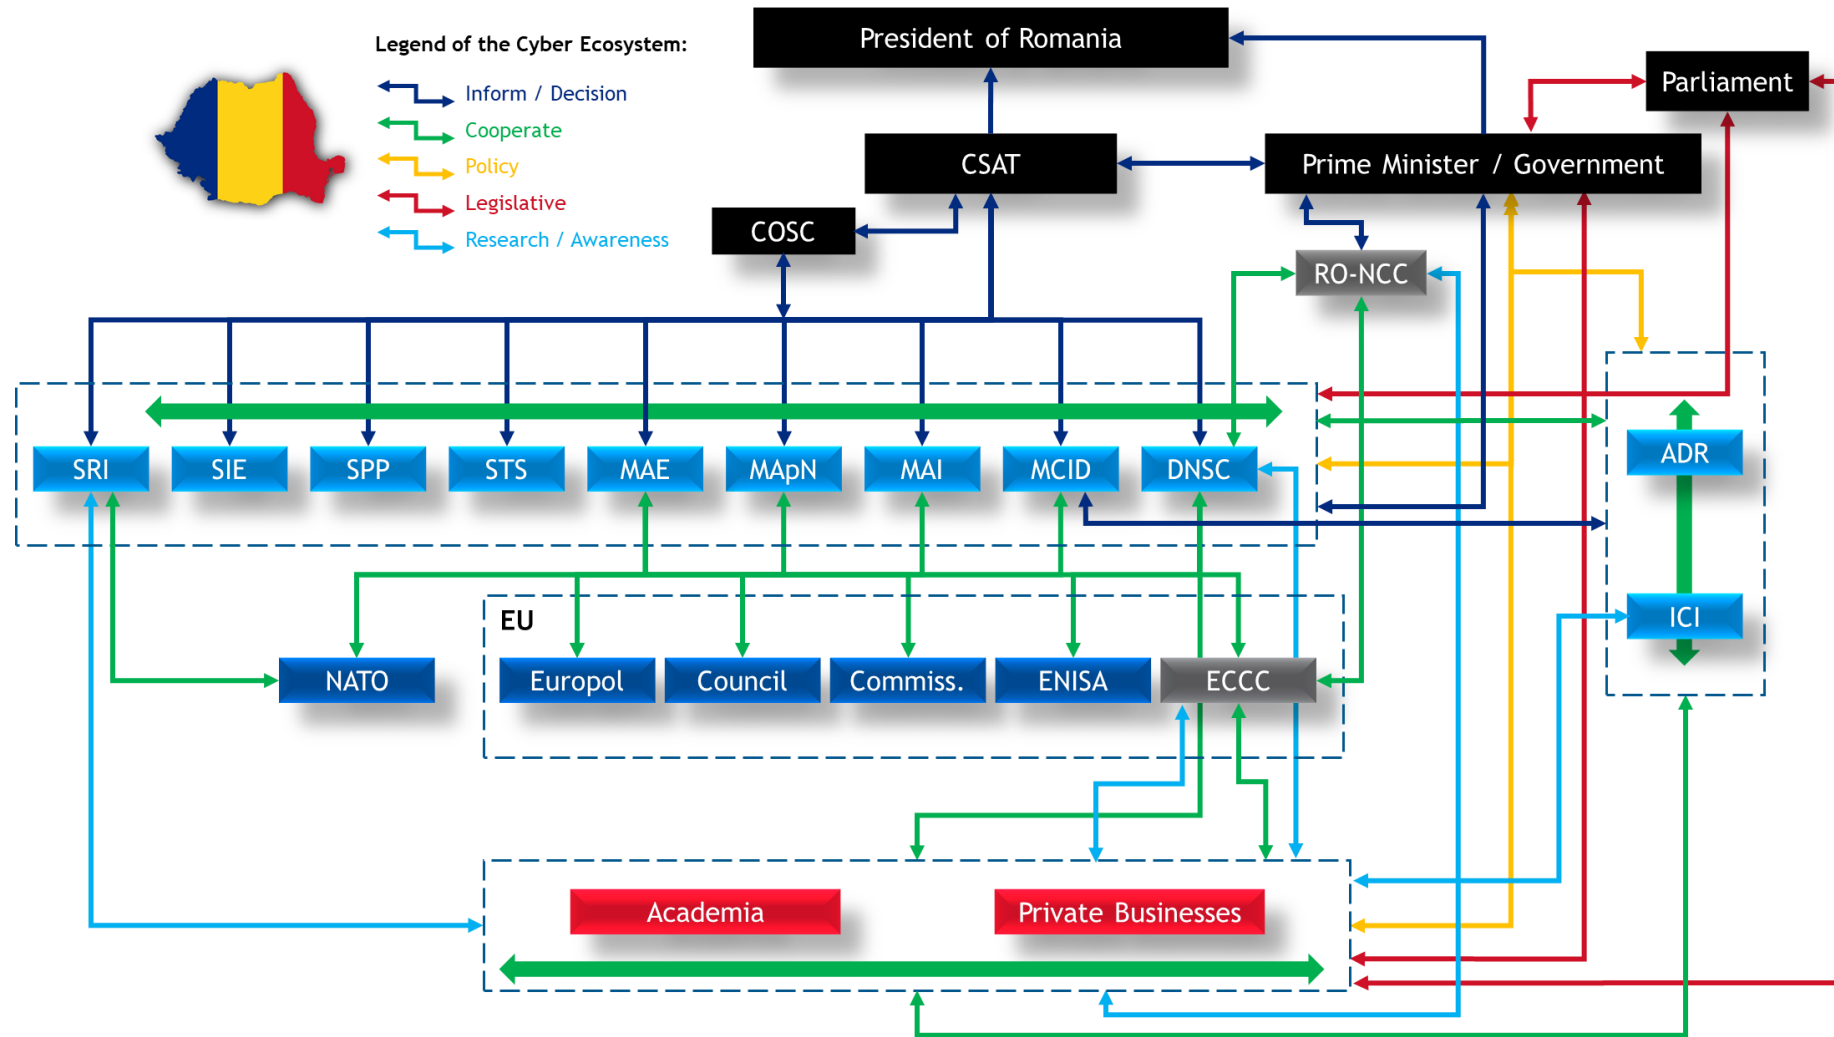 Legend of the Cyber Ecosystem:
Inform / Decision
Cooperate
Policy
Legislative
Research / Awareness
President of Romania
Parliament
CSAT
Prime Minister / Government
COSC
RO-NCC
SRI
SIE
SPP
STS
MAE
MApN
MAI
MCID
DNSC
ADR
ICI
EU
NATO
Europol
Council
Commiss.
ENISA
ECCC
Academia
Private Businesses